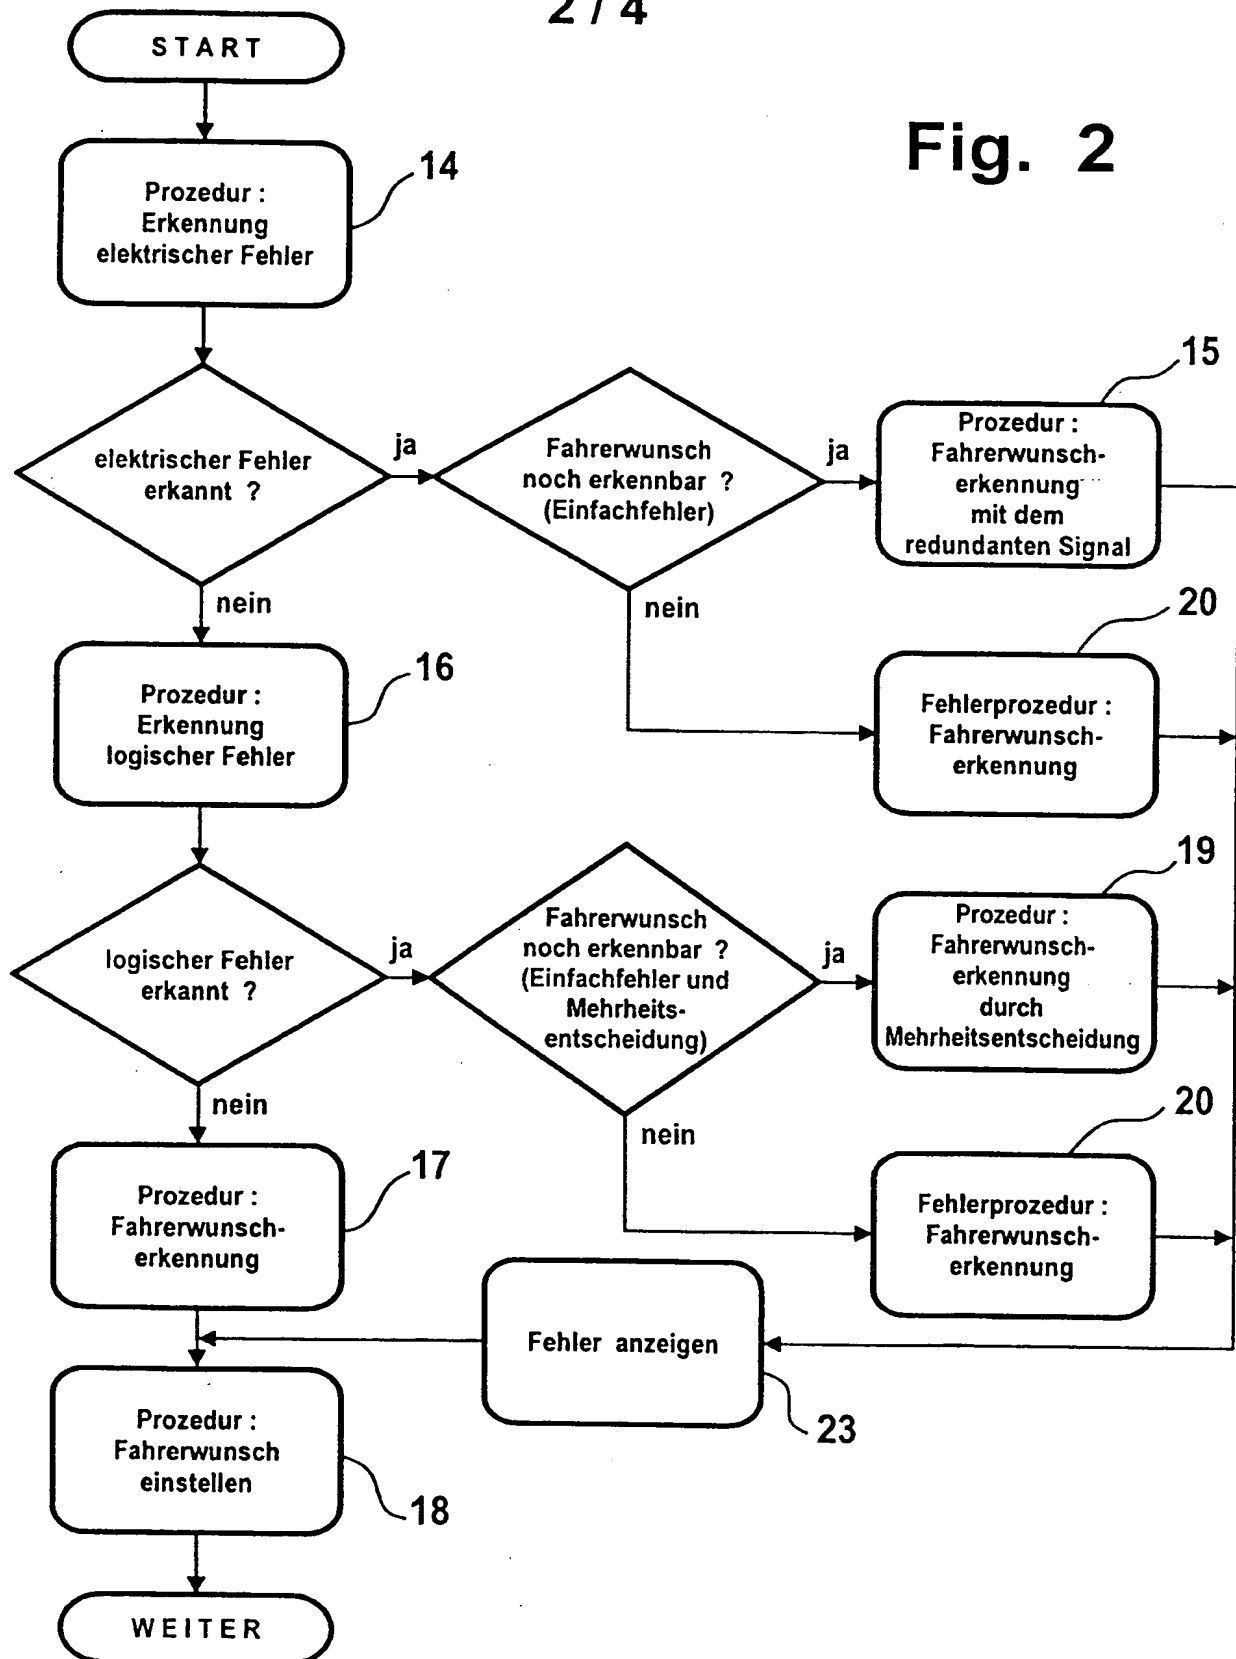 2 / 4
START
Fig. 2
14
Prozedur :
Erkennung
elektrischer Fehler
15
elektrischer Fehler
erkannt ?
ja
Fahrerwunsch
noch erkennbar ?
(Einfachfehler)
ja
Prozedur :
Fahrerwunsch-
erkennung
mit dem
redundanten Signal
nein
nein
20
16
Prozedur :
Erkennung
logischer Fehler
Fehlerprozedur :
Fahrerwunsch-
erkennung
19
logischer Fehler
erkannt ?
ja
Fahrerwunsch
noch erkennbar ?
(Einfachfehler und
Mehrheits-
entscheidung)
ja
Prozedur :
Fahrerwunsch-
erkennung
durch
Mehrheitsentscheidung
nein
nein
20
17
Prozedur :
Fahrerwunsch-
erkennung
Fehlerprozedur :
Fahrerwunsch-
erkennung
Fehler anzeigen
23
Prozedur :
Fahrerwunsch
einstellen
18
WEITER